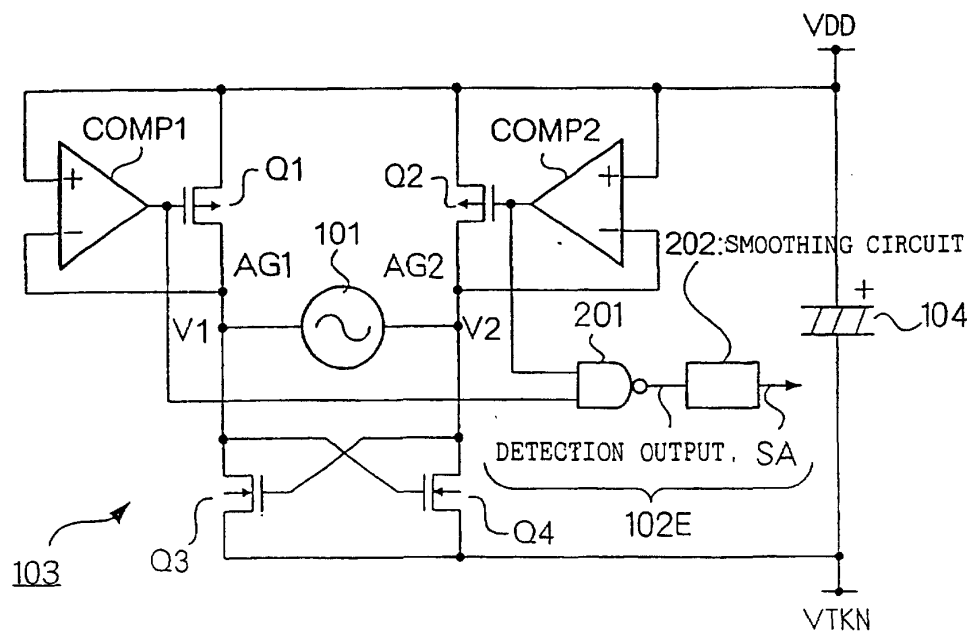 VDD
COMP1
COMP2
+
−
Q1
Q2
+
−
101
202:SMOOTHING CIRCUIT
AG1
AG2
+
104
V1
V2
201
DETECTION OUTPUT. SA
102E
Q3
Q4
103
VTKN